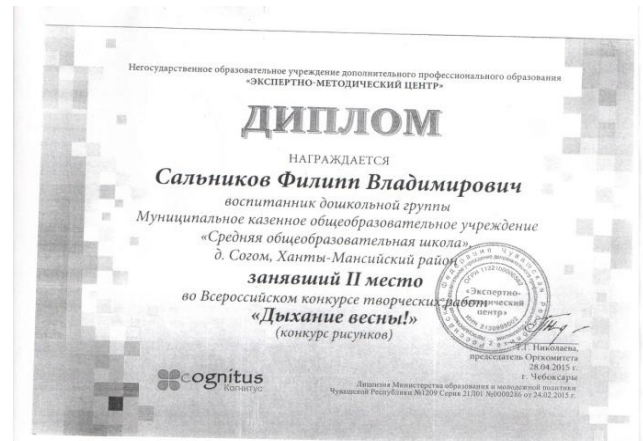 Негосударственное образовательное учреждение дополнительного профессионального образования
«ЭКСПЕРТНО-МЕТОДИЧЕСКИЙ ЦЕНТР»
ДИПЛОМ
НАГРАЖДАЕТСЯ
Сальников Филипп Владимирович
воспитанник дошкольной группы
Муниципальное казенное общеобразовательное учреждение
«Средняя общеобразовательная школа»,
д. Согом, Ханты-Мансийский район,
занявший II место
во Всероссийском конкурсе творческих работ
«Дыхание весны!»
(конкурс рисунков)
«Экспертно-
методический
центр»
Николаева,
председатель Оргкомитета
28.04.2015 г.
г. Чебоксары
cognitus
Когнитус
Лицензия Министерства образования и молодежной политики
Чувашской Республики №1209 Серия 21Л01 №0000286 от 24.02.2015 г.